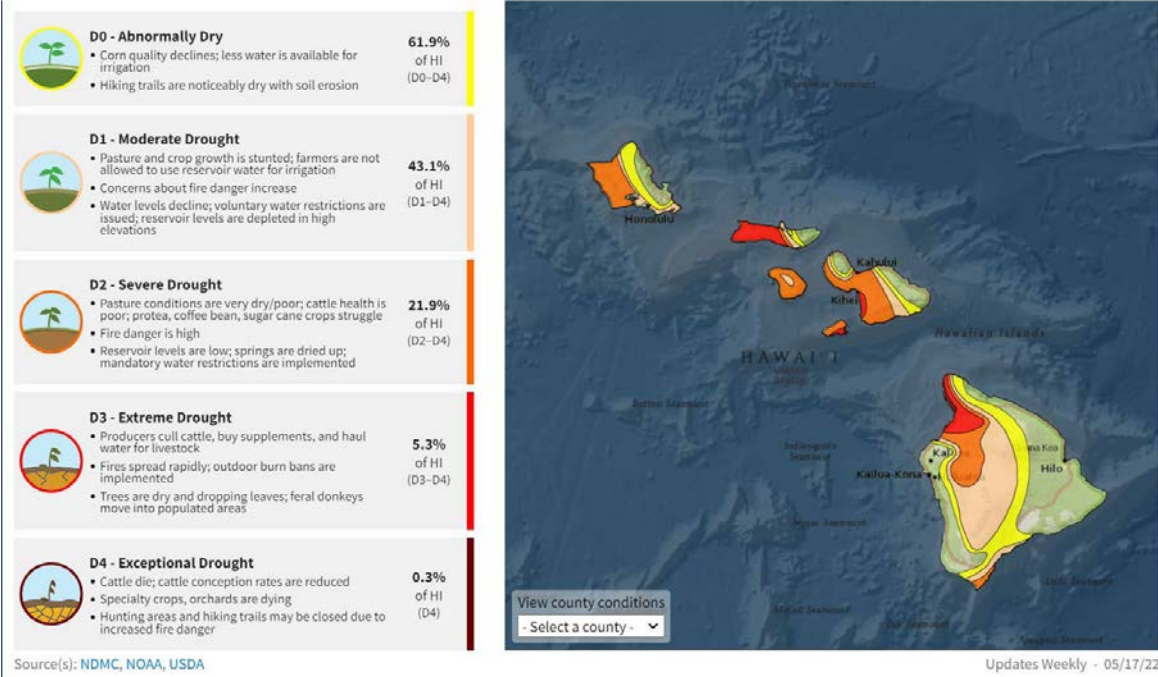 D0 - Abnormally Dry
• Corn quality declines; less water is available for
irrigation
• Hiking trails are noticeably dry with soil erosion
61.9%
of HI
(D0–D4)
D1 - Moderate Drought
• Pasture and crop growth is stunted; farmers are not
allowed to use reservoir water for irrigation
• Concerns about fire danger increase
• Water levels decline; voluntary water restrictions are
issued; reservoir levels are depleted in high
elevations
43.1%
of HI
(D1–D4)
D2 - Severe Drought
• Pasture conditions are very dry/poor; cattle health is
poor; protea, coffee bean, sugar cane crops struggle
• Fire danger is high
• Reservoir levels are low; springs are dried up;
mandatory water restrictions are implemented
21.9%
of HI
(D2–D4)
D3 - Extreme Drought
• Producers cull cattle, buy supplements, and haul
water for livestock
• Fires spread rapidly; outdoor burn bans are
implemented
• Trees are dry and dropping leaves; feral donkeys
move into populated areas
5.3%
of HI
(D3–D4)
D4 - Exceptional Drought
• Cattle die; cattle conception rates are reduced
• Specialty crops, orchards are dying
• Hunting areas and hiking trails may be closed due to
increased fire danger
0.3%
of HI
(D4)
Source(s): NDMC, NOAA, USDA
Honolulu
Kahului
Kihei
Hawaiian Islands
HAWAI I
Kailua-Kona
Hilo
View county conditions
- Select a county -
Updates Weekly - 05/17/22